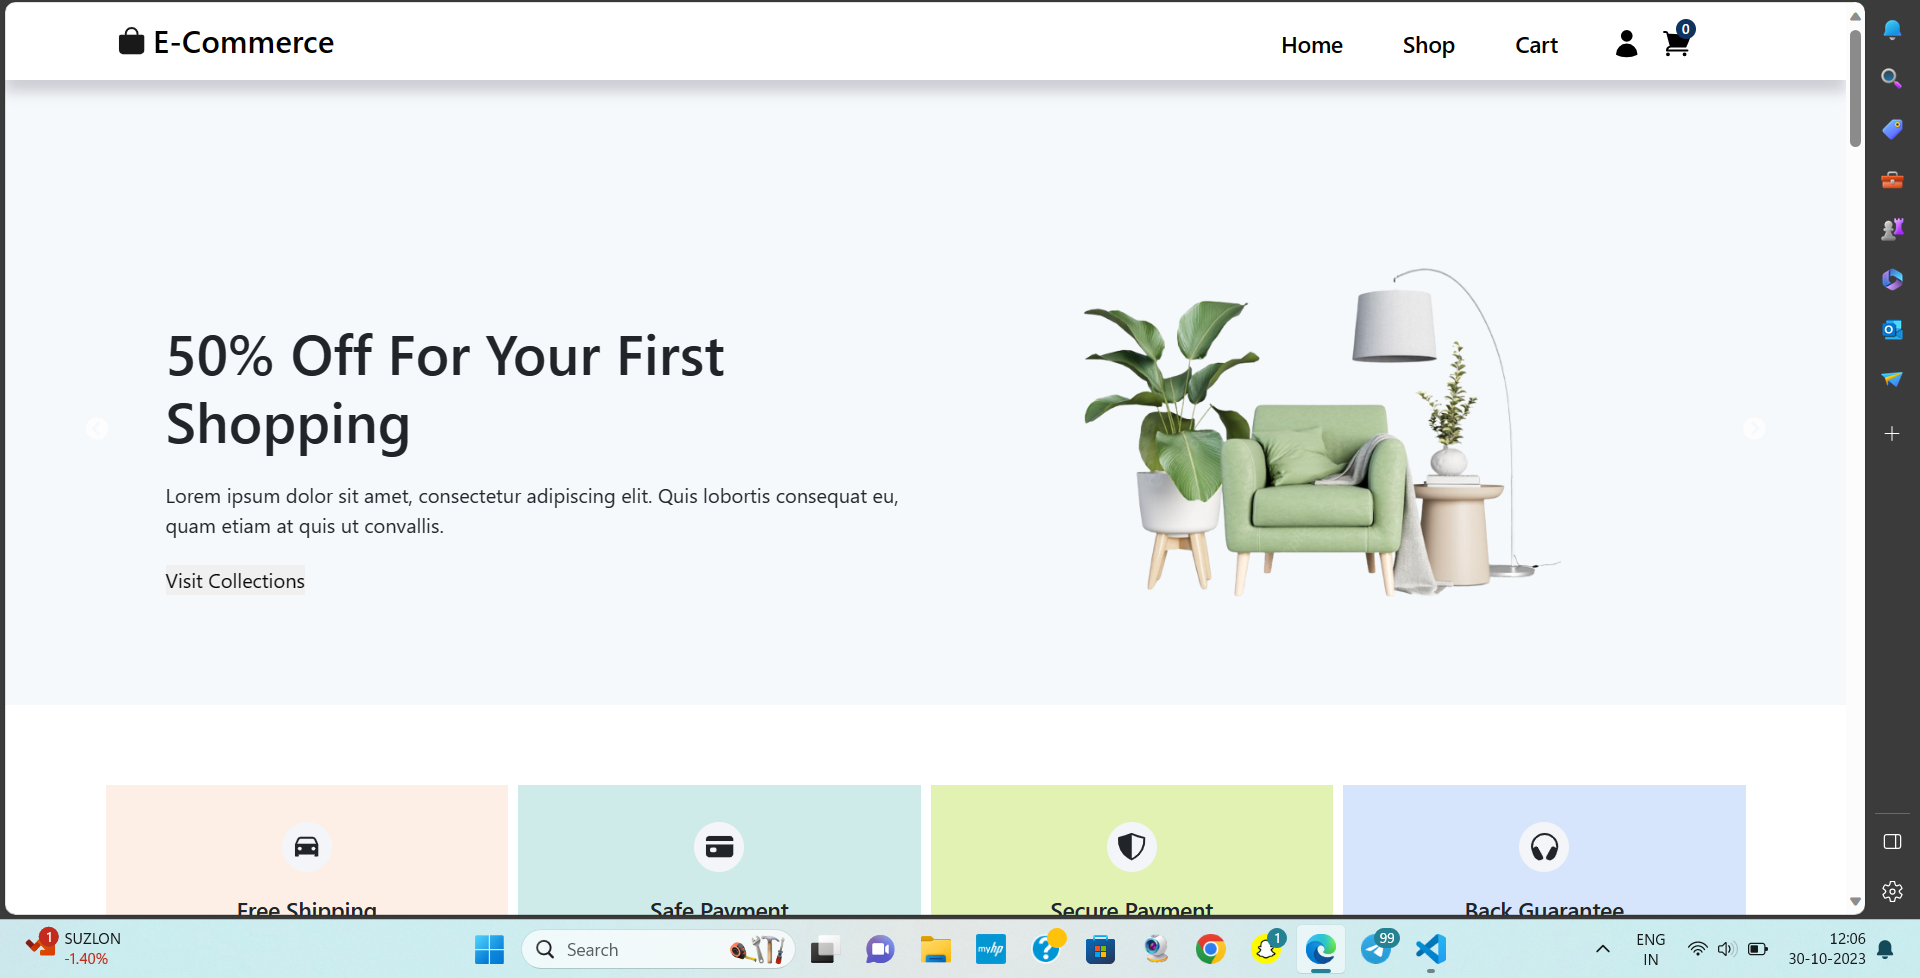 E-Commerce
Home
Shop
Cart
0
50% Off For Your First
Shopping
Lorem ipsum dolor sit amet, consectetur adipiscing elit. Quis lobortis consequat eu,
quam etiam at quis ut convallis.
Visit Collections
Free Shipping
Safe Payment
Secure Payment
Back Guarantee
1
SUZLON
-1.40%
Search
myhp
1
99
ENG
IN
12:06
30-10-2023